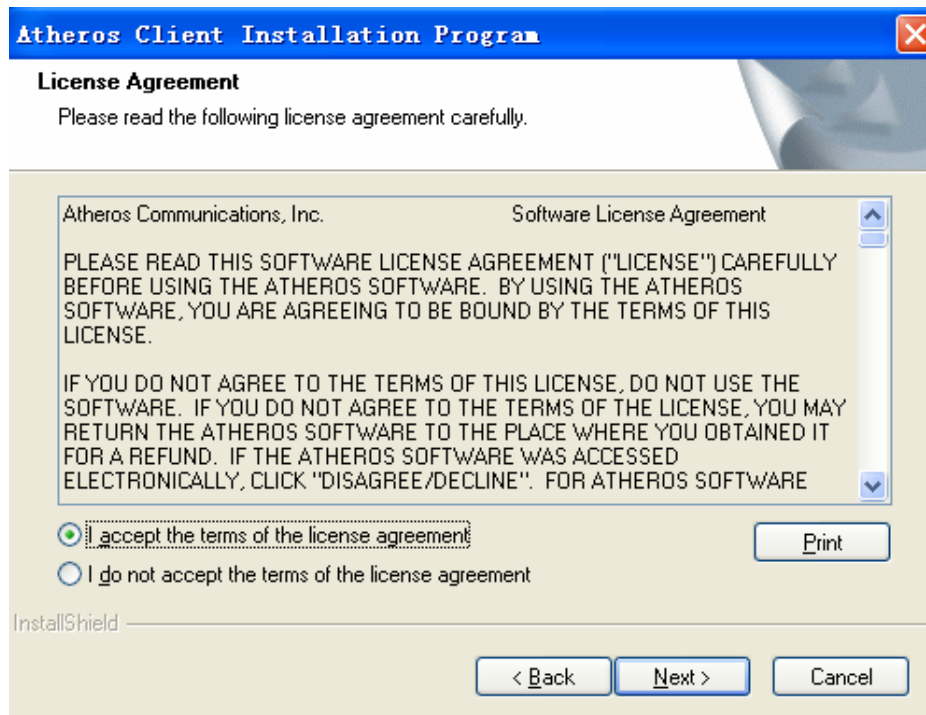 Atheros Client Installation Program
License Agreement
Please read the following license agreement carefully.
Atheros Communications, Inc. Software License Agreement
PLEASE READ THIS SOFTWARE LICENSE AGREEMENT ("LICENSE") CAREFULLY
BEFORE USING THE ATHEROS SOFTWARE. BY USING THE ATHEROS
SOFTWARE, YOU ARE AGREEING TO BE BOUND BY THE TERMS OF THIS
LICENSE.
IF YOU DO NOT AGREE TO THE TERMS OF THIS LICENSE, DO NOT USE THE
SOFTWARE. IF YOU DO NOT AGREE TO THE TERMS OF THE LICENSE, YOU MAY
RETURN THE ATHEROS SOFTWARE TO THE PLACE WHERE YOU OBTAINED IT
FOR A REFUND. IF THE ATHEROS SOFTWARE WAS ACCESSED
ELECTRONICALLY, CLICK "DISAGREE/DECLINE". FOR ATHEROS SOFTWARE
I accept the terms of the license agreement
Print
I do not accept the terms of the license agreement
InstallShield
< Back Next > Cancel